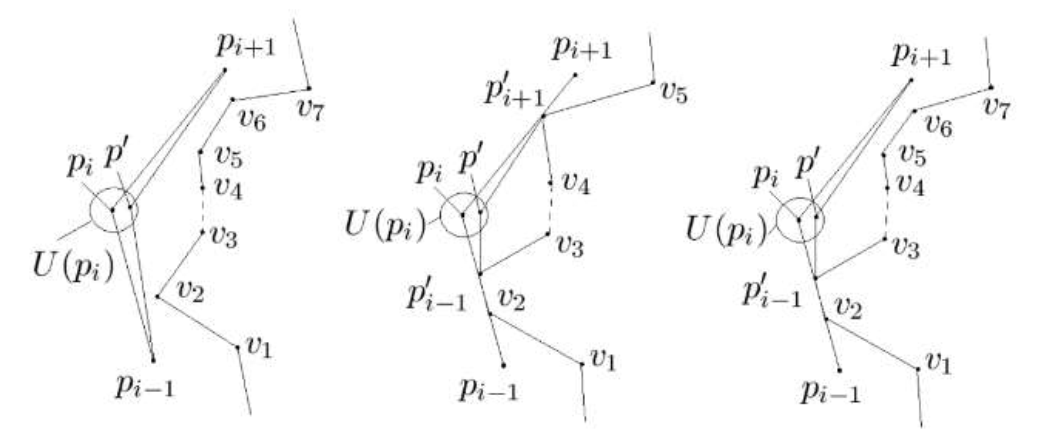 p_{i+1}
v_7
v_6
p_i p'
v_5
v_4
U(p_i)
v_3
v_2
v_1
p_{i-1}
p_{i+1}
p'_{i+1}
v_5
p_i p'
v_4
U(p_i)
v_3
p'_{i-1}
v_2
v_1
p_{i-1}
p_{i+1}
v_7
v_6
p_i p'
v_5
v_4
U(p_i)
v_3
p'_{i-1}
v_2
v_1
p_{i-1}